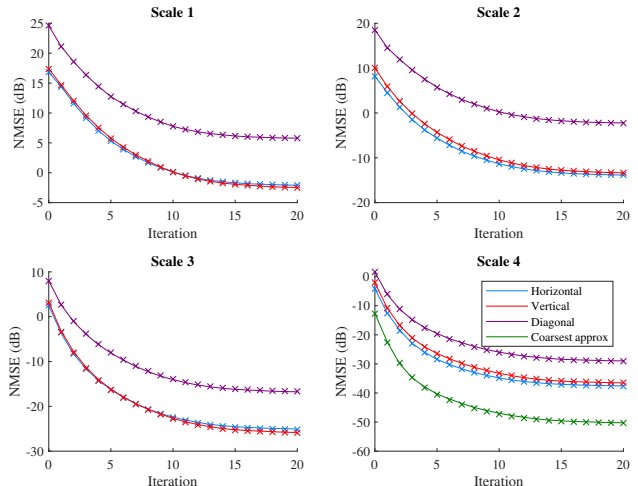 Scale 1
25
20
15
10
5
0
-5
NMSE (dB)
0 5 10 15 20
Iteration
Scale 2
20
10
0
-10
-20
NMSE (dB)
0 5 10 15 20
Iteration
Scale 3
10
0
-10
-20
-30
NMSE (dB)
0 5 10 15 20
Iteration
Scale 4
0
-10
-20
-30
-40
-50
-60
NMSE (dB)
Horizontal
Vertical
Diagonal
Coarsest approx
0 5 10 15 20
Iteration